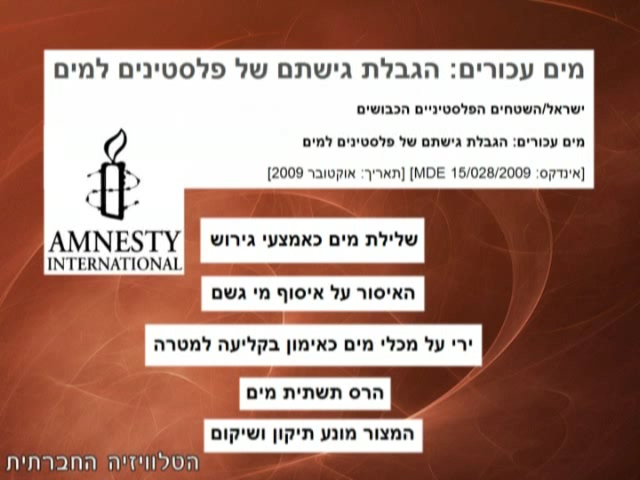 מים עכורים: הגבלת גישתם של פלסטינים למים
ישראל/השטחים הפלסטיניים הכבושים
מים עכורים: הגבלת גישתם של פלסטינים למים
[אינדקס: MDE 15/028/2009] [תאריך: אוקטובר 2009]
AMNESTY
INTERNATIONAL
שלילת מים כאמצעי גירוש
האיסור על איסוף מי גשם
ירי על מכלי מים כאימון בקליעה למטרה
הרס תשתית מים
המצור מונע תיקון ושיקום
הטלוויזיה החברתית